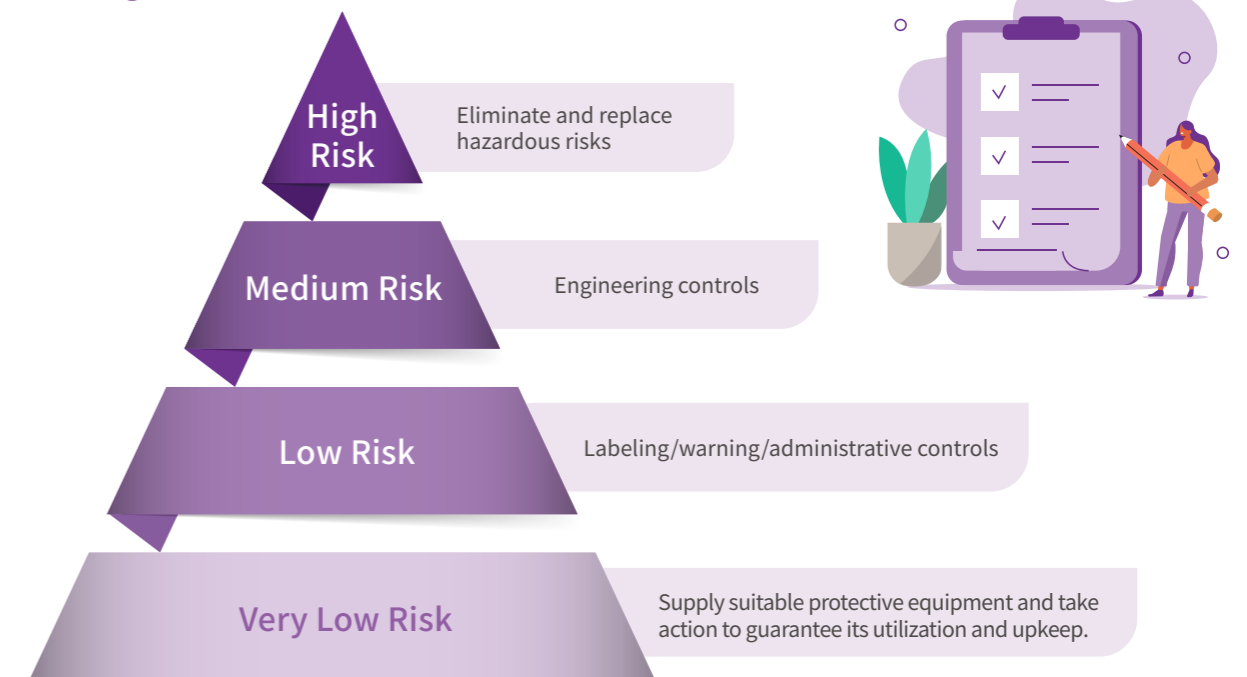 High
Risk
Eliminate and replace
hazardous risks
Medium Risk
Engineering controls
Low Risk
Labeling/warning/administrative controls
Very Low Risk
Supply suitable protective equipment and take
action to guarantee its utilization and upkeep.